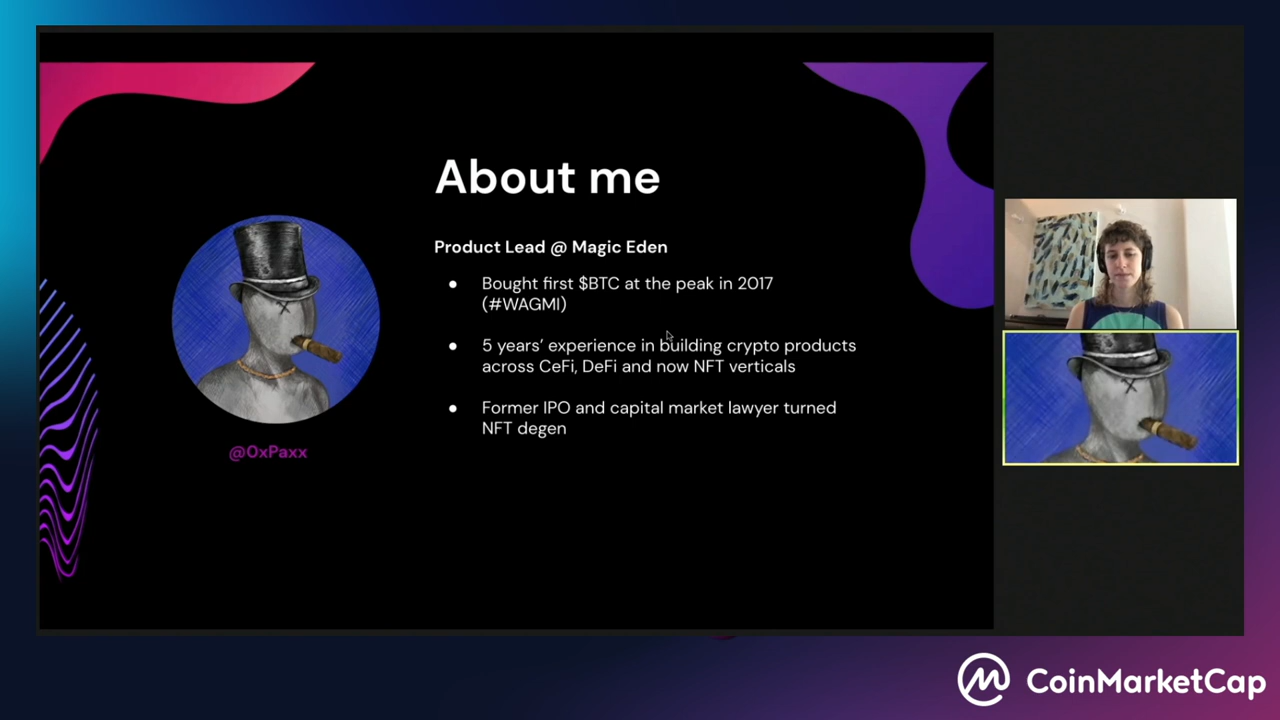 About me
Product Lead @ Magic Eden
● Bought first $BTC at the peak in 2017
(#WAGMI)
● 5 years’ experience in building crypto products
across CeFi, DeFi and now NFT verticals
● Former IPO and capital market lawyer turned
NFT degen
@0xPaxx
CoinMarketCap